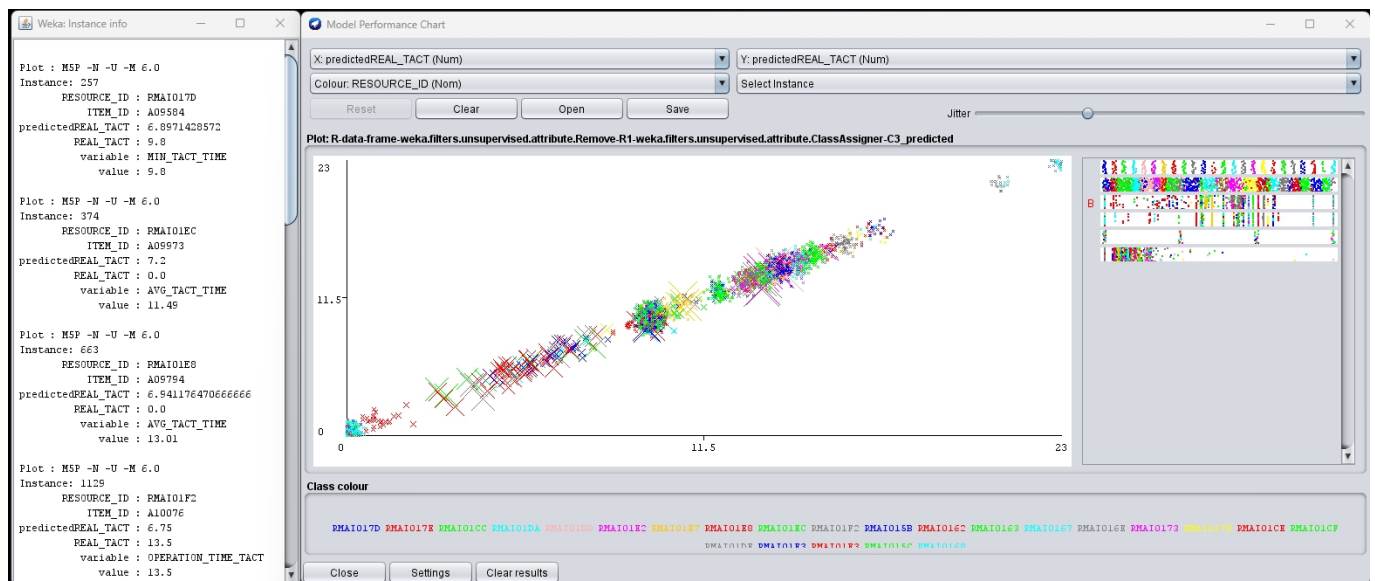 Weka: Instance info
Plot : M5P -N -U -M 6.0
Instance: 257
RESOURCE_ID : RMAI017D
ITEM_ID : A09584
predictedREAL_TACT : 6.8971428572
REAL_TACT : 9.8
variable : MIN_TACT_TIME
value : 9.8
Plot : M5P -N -U -M 6.0
Instance: 374
RESOURCE_ID : RMAI01EC
ITEM_ID : A09973
predictedREAL_TACT : 7.2
REAL_TACT : 0.0
variable : AVG_TACT_TIME
value : 11.49
Plot : M5P -N -U -M 6.0
Instance: 663
RESOURCE_ID : RMAI01E8
ITEM_ID : A09794
predictedREAL_TACT : 6.941176470666666
REAL_TACT : 0.0
variable : AVG_TACT_TIME
value : 13.01
Plot : M5P -N -U -M 6.0
Instance: 1129
RESOURCE_ID : RMAI01F2
ITEM_ID : A10076
predictedREAL_TACT : 6.75
REAL_TACT : 13.5
variable : OPERATION_TIME_TACT
value : 13.5
Model Performance Chart
X: predictedREAL_TACT (Num) Y: predictedREAL_TACT (Num)
Colour: RESOURCE_ID (Nom) Select Instance
Reset Clear Open Save Jitter
Plot: R-data-frame-weka.filters.unsupervised.attribute.Remove-R1-weka.filters.unsupervised.attribute.ClassAssigner-C3_predicted
23
B
11.5
0
0 11.5 23
Class colour
RMAI017D RMAI017E RMAI01CC RMAI01DA RMAI01DD RMAI01E2 RMAI01E7 RMAI01E8 RMAI01EC RMAI01F2 RMAI015B RMAI0162 RMAI0163 RMAI0167 RMAI016E RMAI0173 RMAI01CE RMAI01CF
Close Settings Clear results